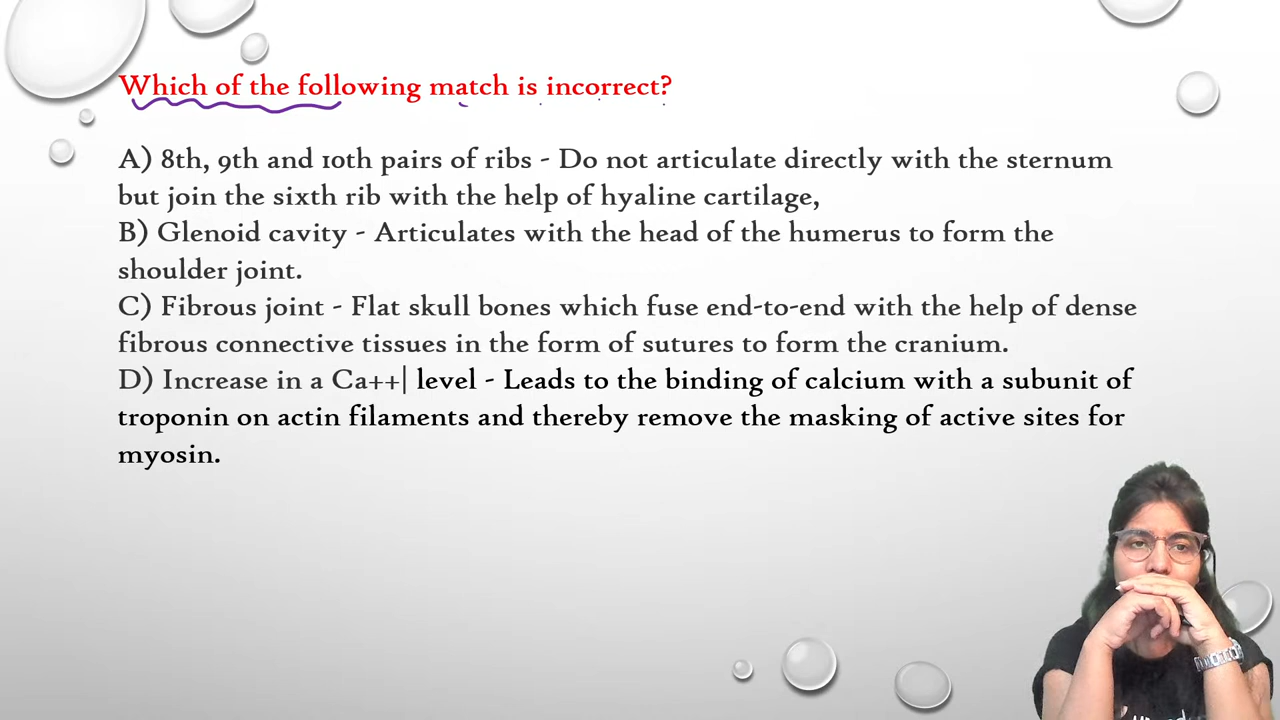 Which of the following match is incorrect?
A) 8th, 9th and 10th pairs of ribs - Do not articulate directly with the sternum
but join the sixth rib with the help of hyaline cartilage,
B) Glenoid cavity - Articulates with the head of the humerus to form the
shoulder joint.
C) Fibrous joint - Flat skull bones which fuse end-to-end with the help of dense
fibrous connective tissues in the form of sutures to form the cranium.
D) Increase in a Ca++| level - Leads to the binding of calcium with a subunit of
troponin on actin filaments and thereby remove the masking of active sites for
myosin.